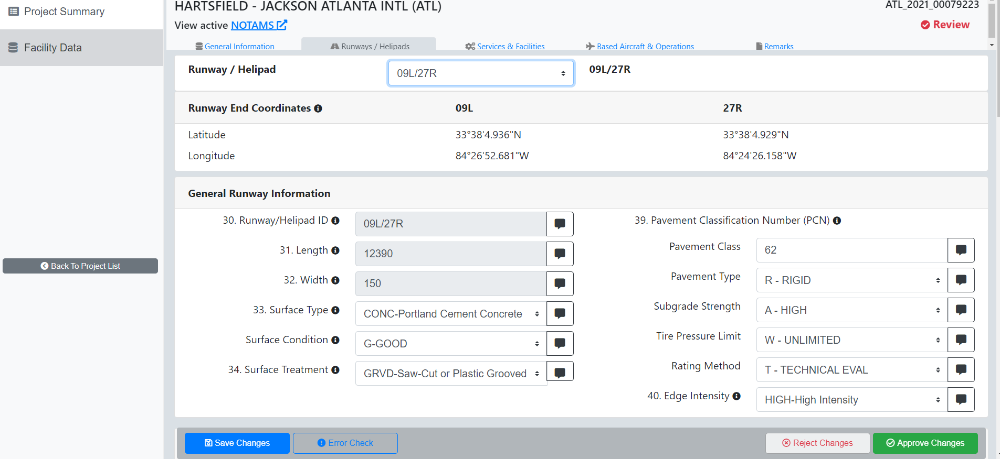 Project Summary
Facility Data
Back To Project List
HARTSFIELD - JACKSON ATLANTA INTL (ATL)
ATL_2021_00079223
View active NOTAMS
Review
General Information
Runways / Helipads
Services & Facilities
Based Aircraft & Operations
Remarks
Runway / Helipad
09L/27R
09L/27R
Runway End Coordinates
09L
27R
Latitude
33°38'4.936"N
33°38'4.929"N
Longitude
84°26'52.681"W
84°24'26.158"W
General Runway Information
30. Runway/Helipad ID
09L/27R
31. Length
12390
32. Width
150
33. Surface Type
CONC-Portland Cement Concrete
Surface Condition
G-GOOD
34. Surface Treatment
GRVD-Saw-Cut or Plastic Grooved
39. Pavement Classification Number (PCN)
Pavement Class
62
Pavement Type
R - RIGID
Subgrade Strength
A - HIGH
Tire Pressure Limit
W - UNLIMITED
Rating Method
T - TECHNICAL EVAL
40. Edge Intensity
HIGH-High Intensity
Save Changes
Error Check
Reject Changes
Approve Changes